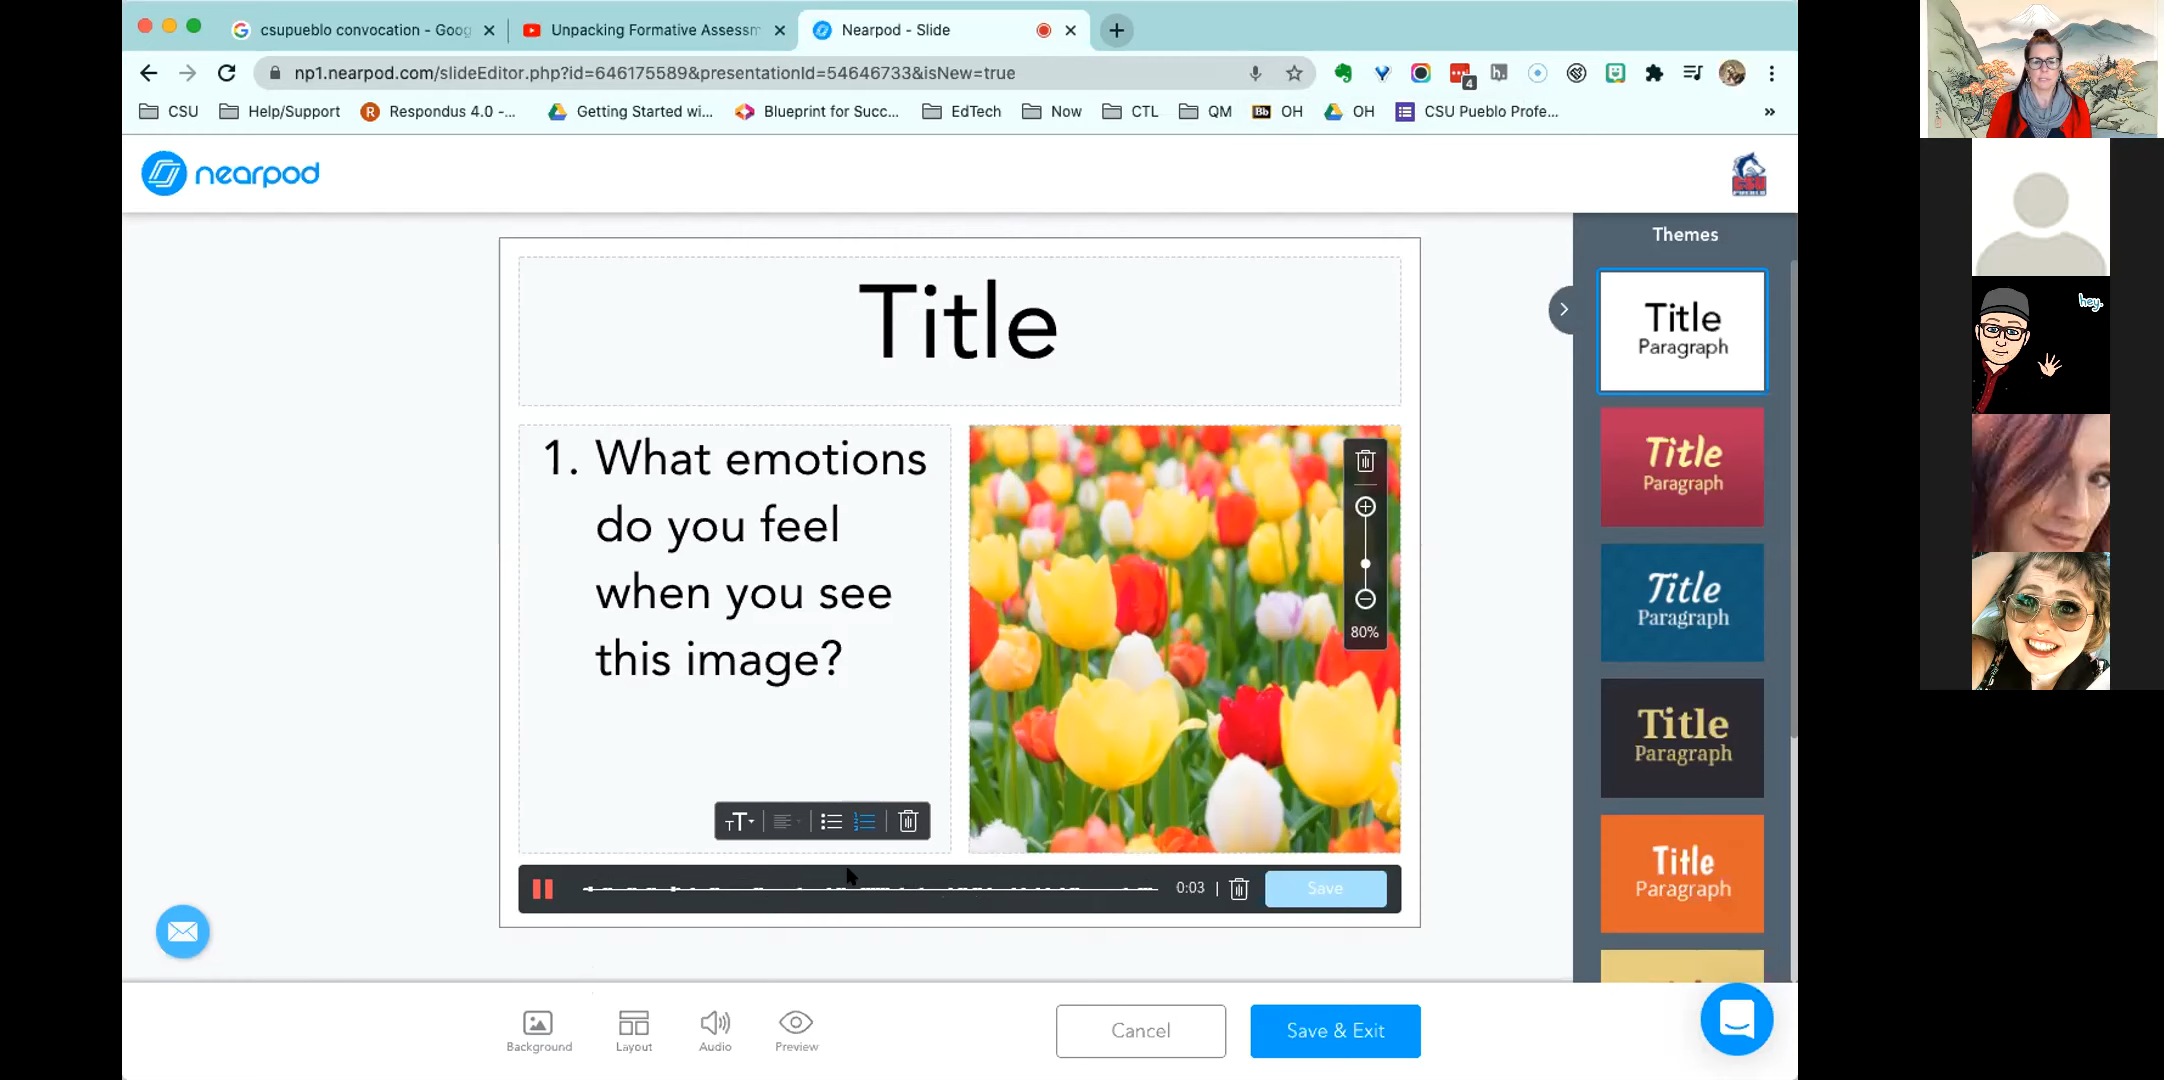 csupueblo convocation - Goog
Unpacking Formative Assessm
Nearpod - Slide
np1.nearpod.com/slideEditor.php?id=646175589&presentationId=54646733&isNew=true
4
h.
CSU
Help/Support
R
Respondus 4.0 -...
Getting Started wi...
Blueprint for Succ...
EdTech
Now
CTL
QM
Bb
OH
OH
CSU Pueblo Profe...
»
nearpod
CSU
hey.
Themes
Title
Paragraph
Title
Paragraph
Title
Paragraph
Title
Paragraph
Title
Paragraph
Title
1. What emotions
do you feel
when you see
this image?
80%
TT
0:03
Save
Background
Layout
Audio
Preview
Cancel
Save & Exit